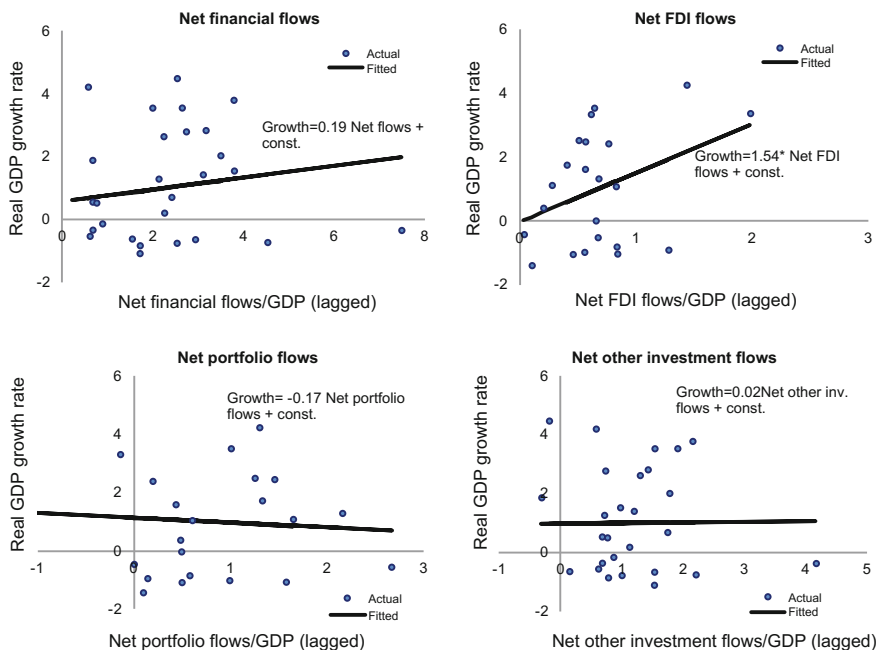 Net financial flows
Real GDP growth rate
6
4
2
0
-2
0
2
4
6
8
Actual
Fitted
Growth=0.19 Net flows +
const.
Net financial flows/GDP (lagged)
Net FDI flows
Real GDP growth rate
6
4
2
0
-2
0
1
2
3
Actual
Fitted
Growth=1.54* Net FDI
flows + const.
Net FDI flows/GDP (lagged)
Net portfolio flows
Real GDP growth rate
6
4
2
0
-2
-1
0
1
2
3
Growth= -0.17 Net portfolio
flows + const.
Actual
Fitted
Net portfolio flows/GDP (lagged)
Net other investment flows
Real GDP growth rate
6
4
2
0
-2
0
1
2
3
4
5
Growth=0.02Net other inv.
flows + const.
Actual
Fitted
Net other investment flows/GDP (lagged)